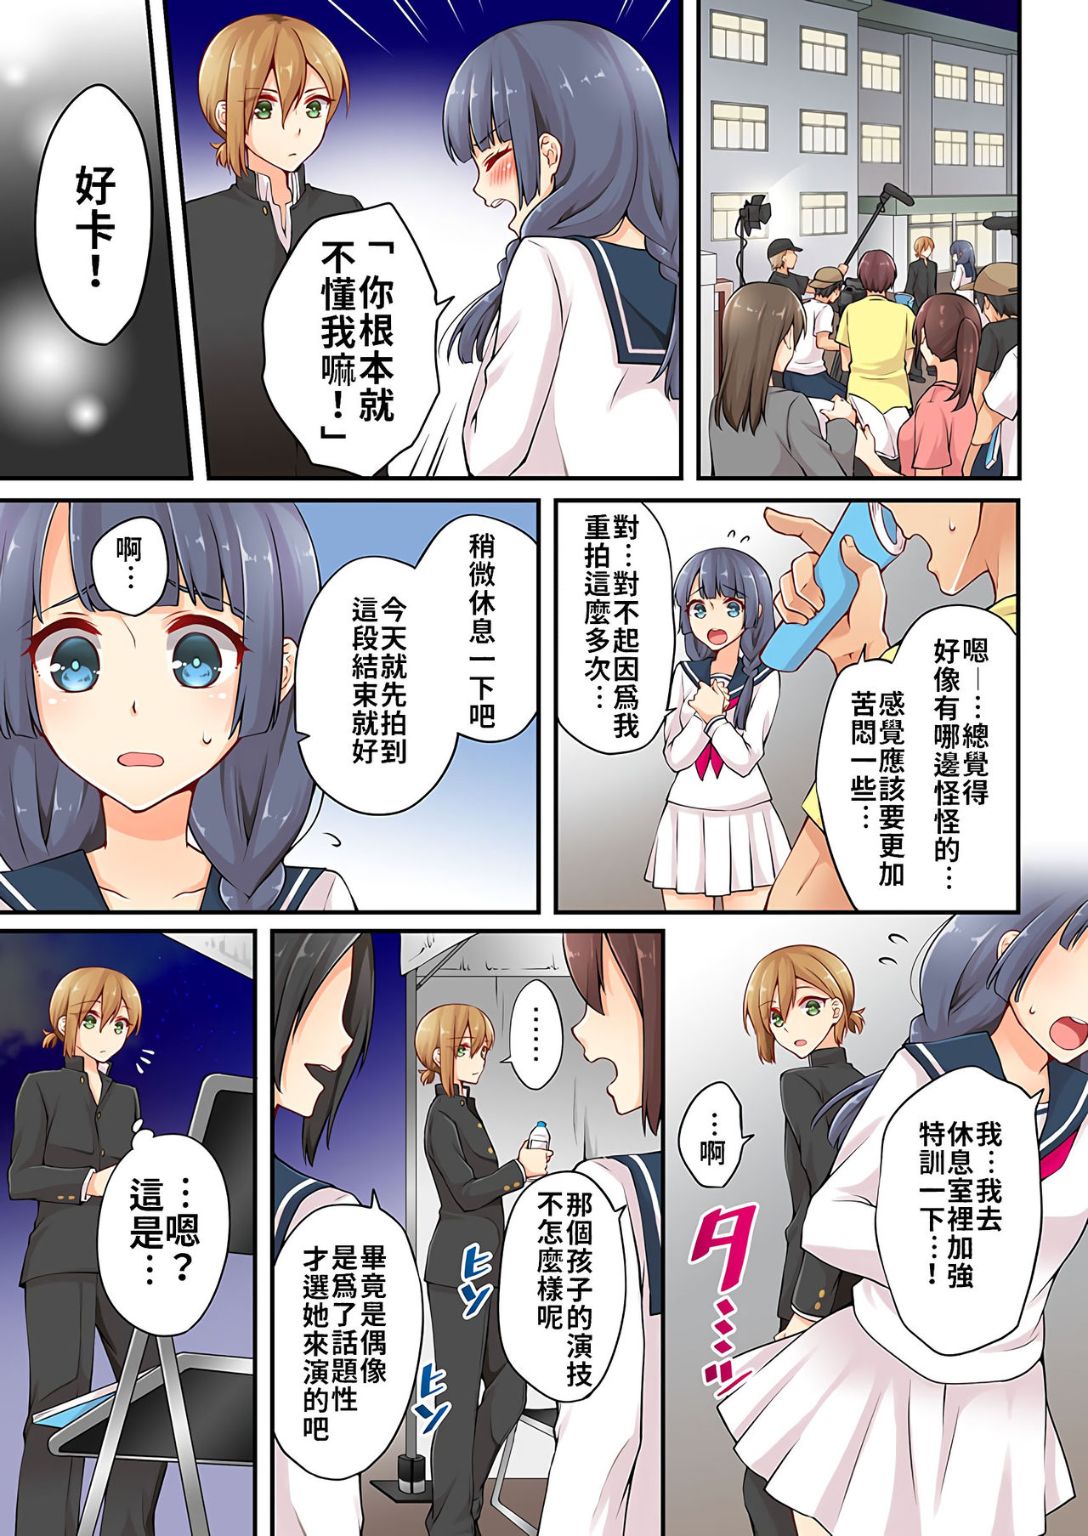 「你根本就
不懂我嘛！」
好卡！
嗯—…總覺得
好像有哪邊怪怪的…
感覺應該要更加
苦悶一些…
對…對不起因爲我
重拍這麼多次…
稍微休息一下吧
今天就先拍到
這段結束就好
啊…
我…我去
休息室裡加強
特訓一下…！
…啊
タ…ッ
……
那個孩子的演技
不怎麼樣呢
ヒソ
畢竟是偶像
是爲了話題性
才選她來演的吧
ヒソ
…嗯？
這是…